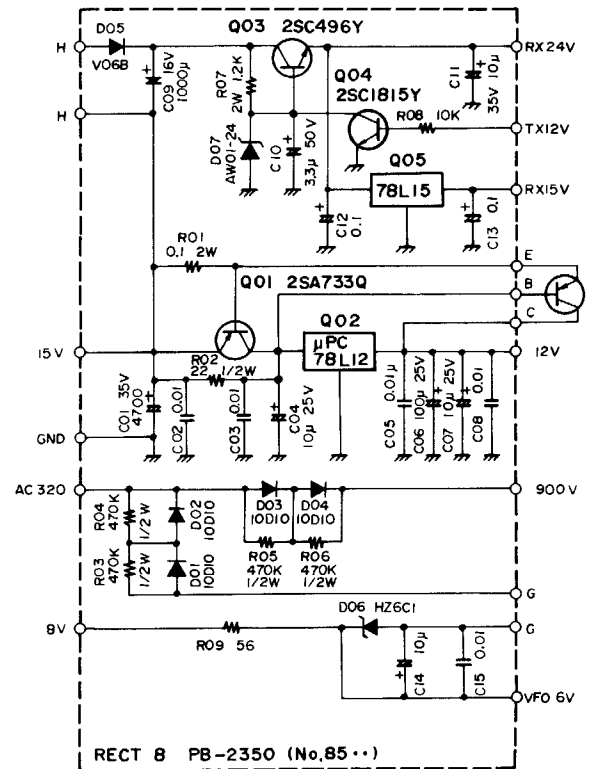 Q03 2SC496Y
D05
V06B
H
C09 16V
1000μ
R07
2W 1.2K
C11
35V 10μ
RX24V
Q04
2SC1815Y
H
D07
AW01-24
C10
3.3μ 50V
R08 10K
TX12V
Q05
78L15
RX15V
C12
0.1
C13 0.1
R01
0.1 2W
E
Q01 2SA733Q
B
Q02
C
15V
μPC
78L12
12V
R02
22 1/2W
C01 35V
4700
C02 0.01
C03 0.01
C04
10μ 25V
C05 0.01μ
C06 100μ 25V
C07 10μ 25V
C08 0.01
GND
AC 320
R04
470K
1/2W
D02
10D10
D03
10D10
D04
10D10
900V
R03
470K
1/2W
D01
10D10
R05
470K
1/2W
R06
470K
1/2W
G
D06 HZ6C1
8V
G
R09 56
C14 10μ
C15 0.01
VFO 6V
RECT 8 PB-2350 (No,85··)